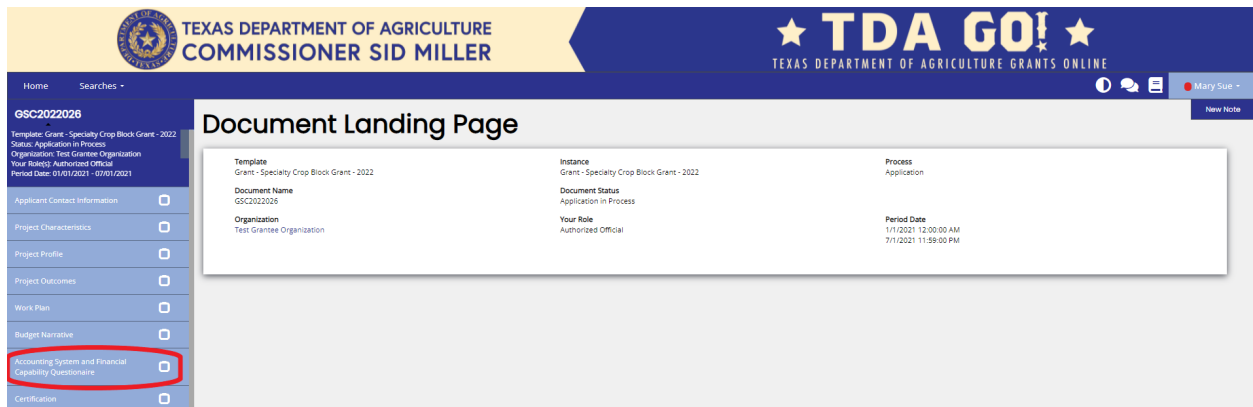 TEXAS DEPARTMENT OF AGRICULTURE
COMMISSIONER SID MILLER
TDA GO!
TEXAS DEPARTMENT OF AGRICULTURE GRANTS ONLINE
Home Searches
Mary Sue
New Note
GSC2022026
Template: Grant - Specialty Crop Block Grant - 2022
Status: Application in Process
Organization: Test Grantee Organization
Your Role(s): Authorized Official
Period Date: 01/01/2021 - 07/01/2021
Applicant Contact Information
Project Characteristics
Project Profile
Project Outcomes
Work Plan
Budget Narrative
Accounting System and Financial
Capability Questionaire
Certification
Document Landing Page
Template
Grant - Specialty Crop Block Grant - 2022
Instance
Grant - Specialty Crop Block Grant - 2022
Process
Application
Document Name
GSC2022026
Document Status
Application in Process
Organization
Test Grantee Organization
Your Role
Authorized Official
Period Date
1/1/2021 12:00:00 AM
7/1/2021 11:59:00 PM